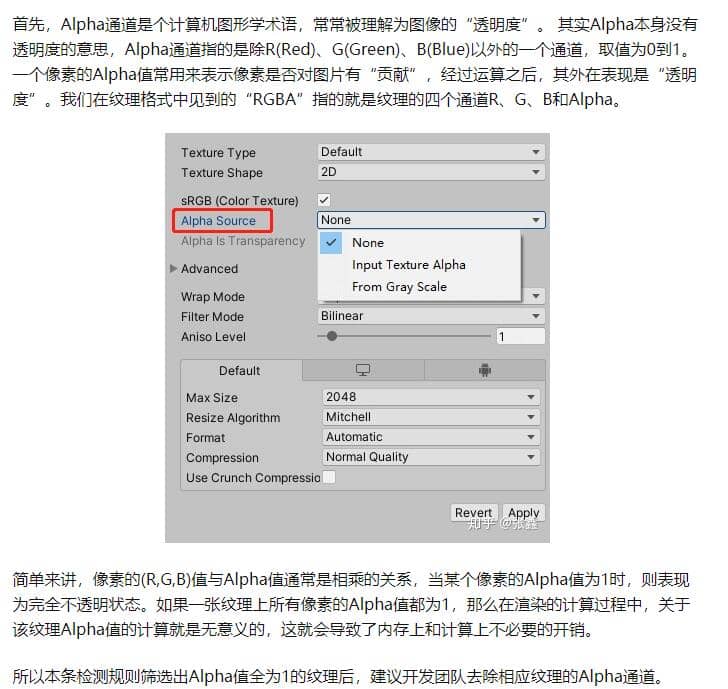 首先，Alpha通道是个计算机图形学术语，常常被理解为图像的“透明度”。 其实Alpha本身没有
透明度的意思，Alpha通道指的是除R(Red)、G(Green)、B(Blue)以外的一个通道，取值为0到1。
一个像素的Alpha值常用来表示像素是否对图片有“贡献”，经过运算之后，其外在表现是“透明
度”。我们在纹理格式中见到的“RGBA”指的就是纹理的四个通道R、G、B和Alpha。
Texture Type Default
Texture Shape 2D
sRGB (Color Texture)
Alpha Source None
Alpha Is Transparency
None
Input Texture Alpha
From Gray Scale
Advanced
Wrap Mode
Filter Mode Bilinear
Aniso Level 1
Default
Max Size 2048
Resize Algorithm Mitchell
Format Automatic
Compression Normal Quality
Use Crunch Compressio
Revert Apply
知乎 @张鑫
简单来讲，像素的(R,G,B)值与Alpha值通常是相乘的关系，当某个像素的Alpha值为1时，则表现
为完全不透明状态。如果一张纹理上所有像素的Alpha值都为1，那么在渲染的计算过程中，关于
该纹理Alpha值的计算就是无意义的，这就会导致了内存上和计算上不必要的开销。
所以本条检测规则筛选出Alpha值全为1的纹理后，建议开发团队去除相应纹理的Alpha通道。